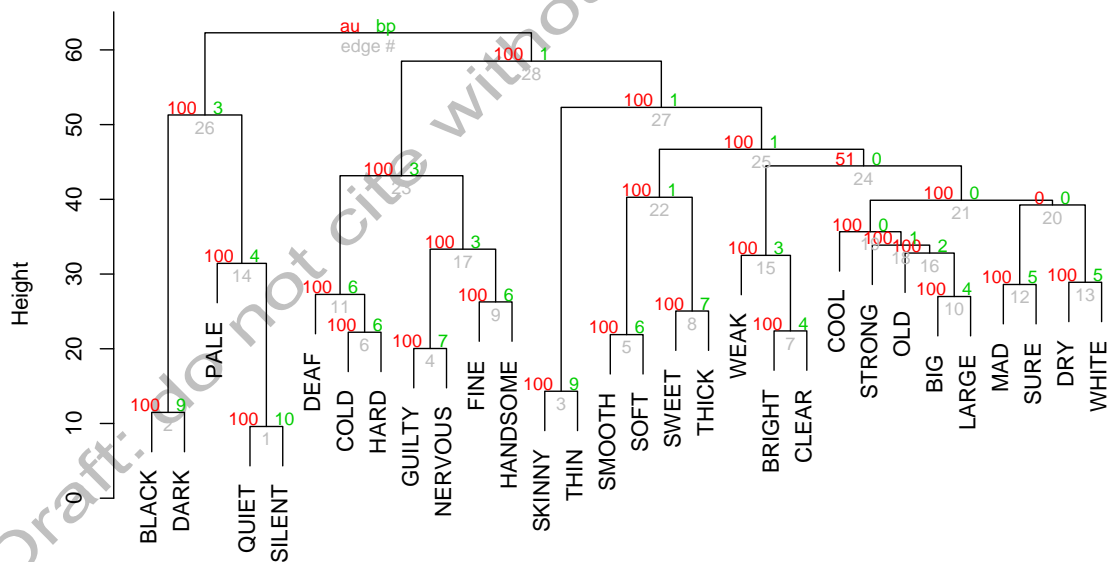 Draft: do not cite without
Height
0
10
20
30
40
50
60
au bp
edge #
100 1
28
100 3
26
100 1
27
100 1
25
51 0
24
100 3
23
100 1
22
100 0
21
0 0
20
100 0
19
100 1
18
100 2
16
100 3
17
100 4
14
100 3
15
100 6
11
100 6
9
100 5
12
100 5
13
100 4
10
100 7
8
100 6
6
100 6
5
100 4
7
100 7
4
100 9
3
100 9
2
100 10
1
BLACK
DARK
PALE
QUIET
SILENT
DEAF
COLD
HARD
GUILTY
NERVOUS
FINE
HANDSOME
SKINNY
THIN
SMOOTH
SOFT
SWEET
THICK
WEAK
BRIGHT
CLEAR
COOL
STRONG
OLD
BIG
LARGE
MAD
SURE
DRY
WHITE